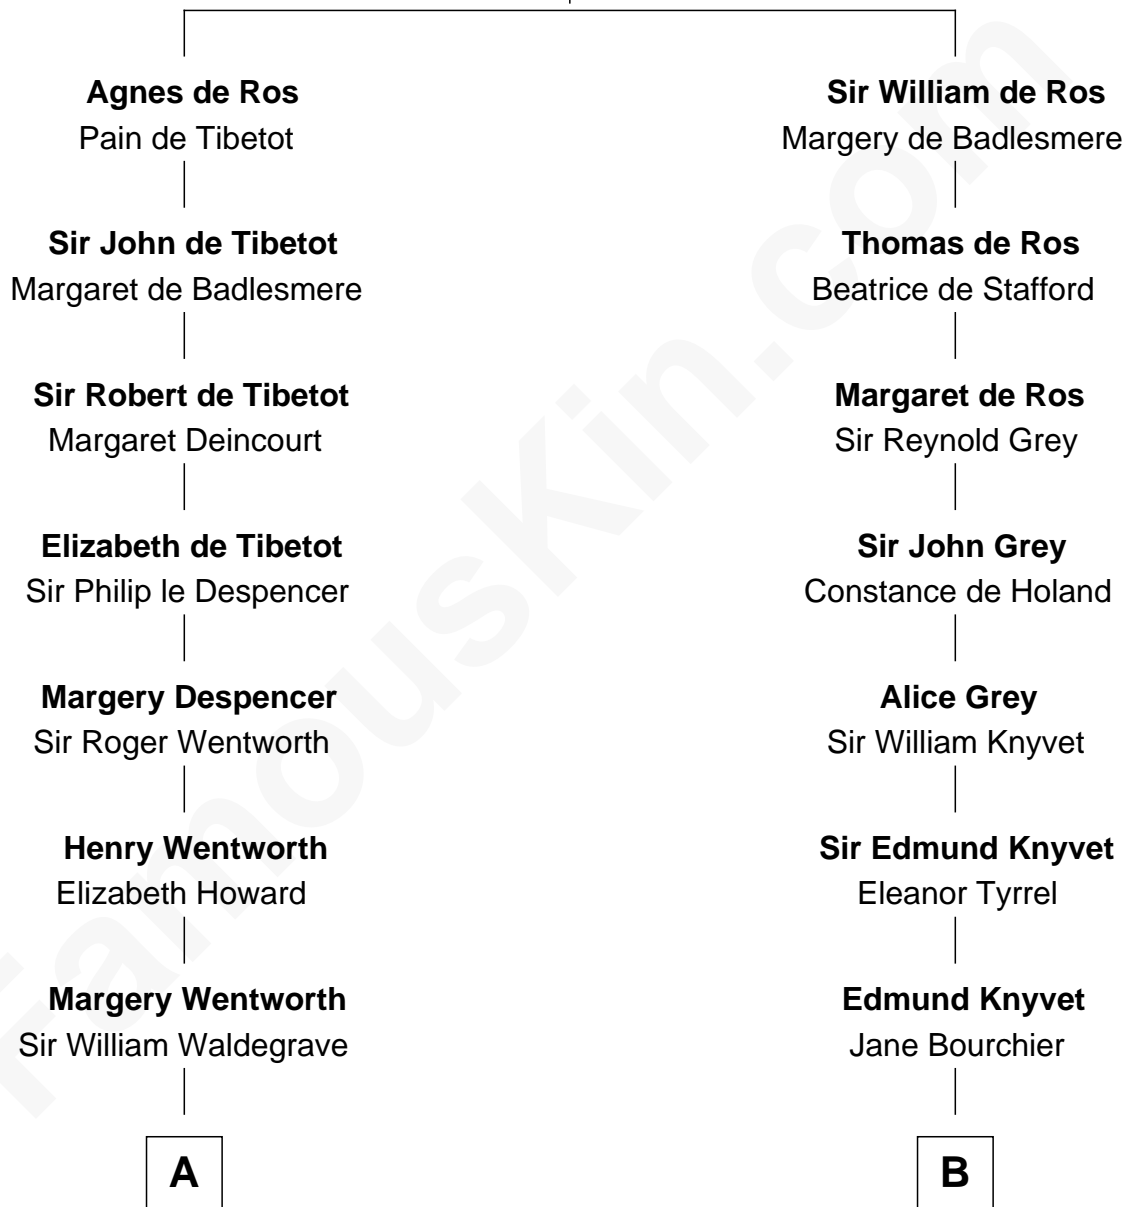 Agnes de Ros
Pain de Tibetot
Sir John de Tibetot
Margaret de Badlesmere
Sir Robert de Tibetot
Margaret Deincourt
Elizabeth de Tibetot
Sir Philip le Despencer
Margery Despencer
Sir Roger Wentworth
Henry Wentworth
Elizabeth Howard
Margery Wentworth
Sir William Waldegrave
A
Sir William de Ros
Margery de Badlesmere
Thomas de Ros
Beatrice de Stafford
Margaret de Ros
Sir Reynold Grey
Sir John Grey
Constance de Holand
Alice Grey
Sir William Knyvet
Sir Edmund Knyvet
Eleanor Tyrrel
Edmund Knyvet
Jane Bourchier
B
FamousKin.com